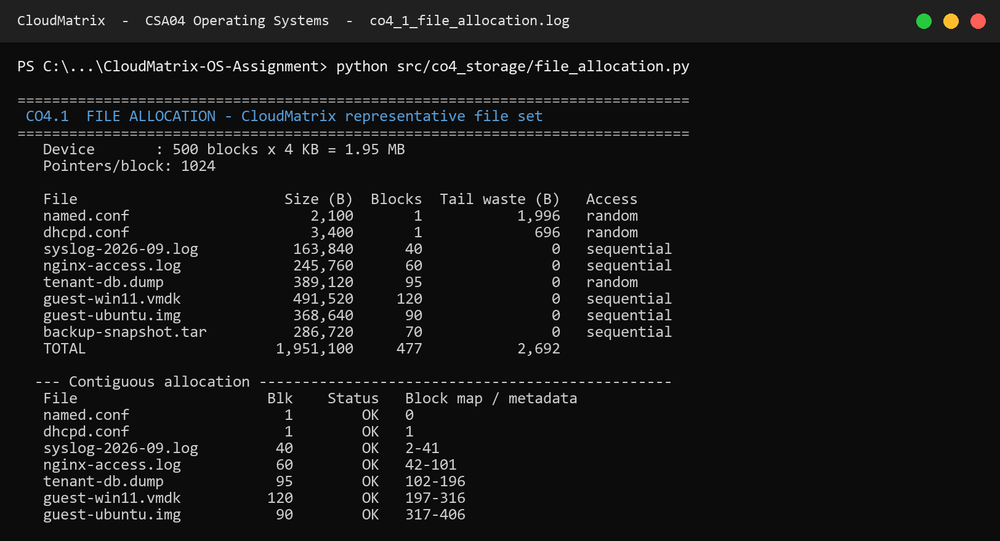 CloudMatrix  -  CSA04 Operating Systems  -  co4_1_file_allocation.log
PS C:\...\CloudMatrix-OS-Assignment> python src/co4_storage/file_allocation.py
==============================================================================
 CO4.1  FILE ALLOCATION - CloudMatrix representative file set
==============================================================================
   Device       : 500 blocks x 4 KB = 1.95 MB
   Pointers/block: 1024
   File                        Size (B)  Blocks  Tail waste (B)   Access
   named.conf                     2,100       1           1,996   random
   dhcpd.conf                     3,400       1             696   random
   syslog-2026-09.log           163,840      40               0   sequential
   nginx-access.log             245,760      60               0   sequential
   tenant-db.dump               389,120      95               0   random
   guest-win11.vmdk             491,520     120               0   sequential
   guest-ubuntu.img             368,640      90               0   sequential
   backup-snapshot.tar          286,720      70               0   sequential
   TOTAL                      1,951,100     477           2,692
  --- Contiguous allocation ------------------------------------------------
   File                      Blk    Status   Block map / metadata
   named.conf                  1        OK   0
   dhcpd.conf                  1        OK   1
   syslog-2026-09.log         40        OK   2-41
   nginx-access.log           60        OK   42-101
   tenant-db.dump             95        OK   102-196
   guest-win11.vmdk          120        OK   197-316
   guest-ubuntu.img           90        OK   317-406